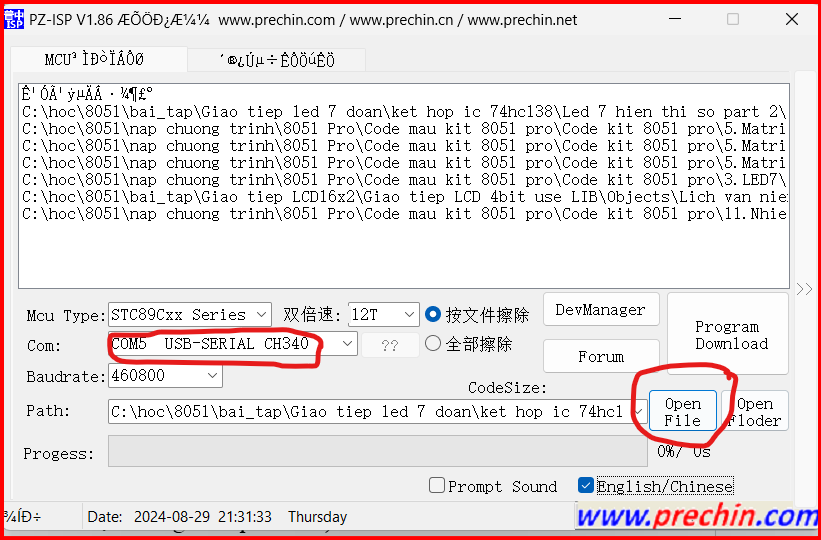 普中
ISP
PZ-ISP V1.86 ÆÕÖÐ¿Æ¼¼ www.prechin.com / www.prechin.cn / www.prechin.net
MCU³ÌÐòÏÂÔØ
´®¿Úµ÷ÊÔÖúÊÖ
Ê¹ÓÃ¹ýµÄÂ·¾¶£º
C:\hoc\8051\bai_tap\Giao tiep led 7 doan\ket hop ic 74hc138\Led 7 hien thi so part 2\
C:\hoc\8051\nap chuong trinh\8051 Pro\Code mau kit 8051 pro\Code kit 8051 pro\5.Matri
C:\hoc\8051\nap chuong trinh\8051 Pro\Code mau kit 8051 pro\Code kit 8051 pro\5.Matri
C:\hoc\8051\nap chuong trinh\8051 Pro\Code mau kit 8051 pro\Code kit 8051 pro\5.Matri
C:\hoc\8051\nap chuong trinh\8051 Pro\Code mau kit 8051 pro\Code kit 8051 pro\3.LED7\
C:\hoc\8051\bai_tap\Giao tiep LCD16x2\Giao tiep LCD 4bit use LIB\Objects\Lich van nie
C:\hoc\8051\nap chuong trinh\8051 Pro\Code mau kit 8051 pro\Code kit 8051 pro\11.Nhie
Mcu Type: STC89Cxx Series 双倍速: 12T 按文件擦除 DevManager
Program
Download
Com: COM5 USB-SERIAL CH340 ?? 全部擦除 Forum
Baudrate: 460800
CodeSize:
Path: C:\hoc\8051\bai_tap\Giao tiep led 7 doan\ket hop ic 74hc1
Open
File
Open
Floder
Progess: 0%/ 0s
Prompt Sound English/Chinese
¾ÍÐ÷ Date: 2024-08-29 21:31:33 Thursday www.prechin.com